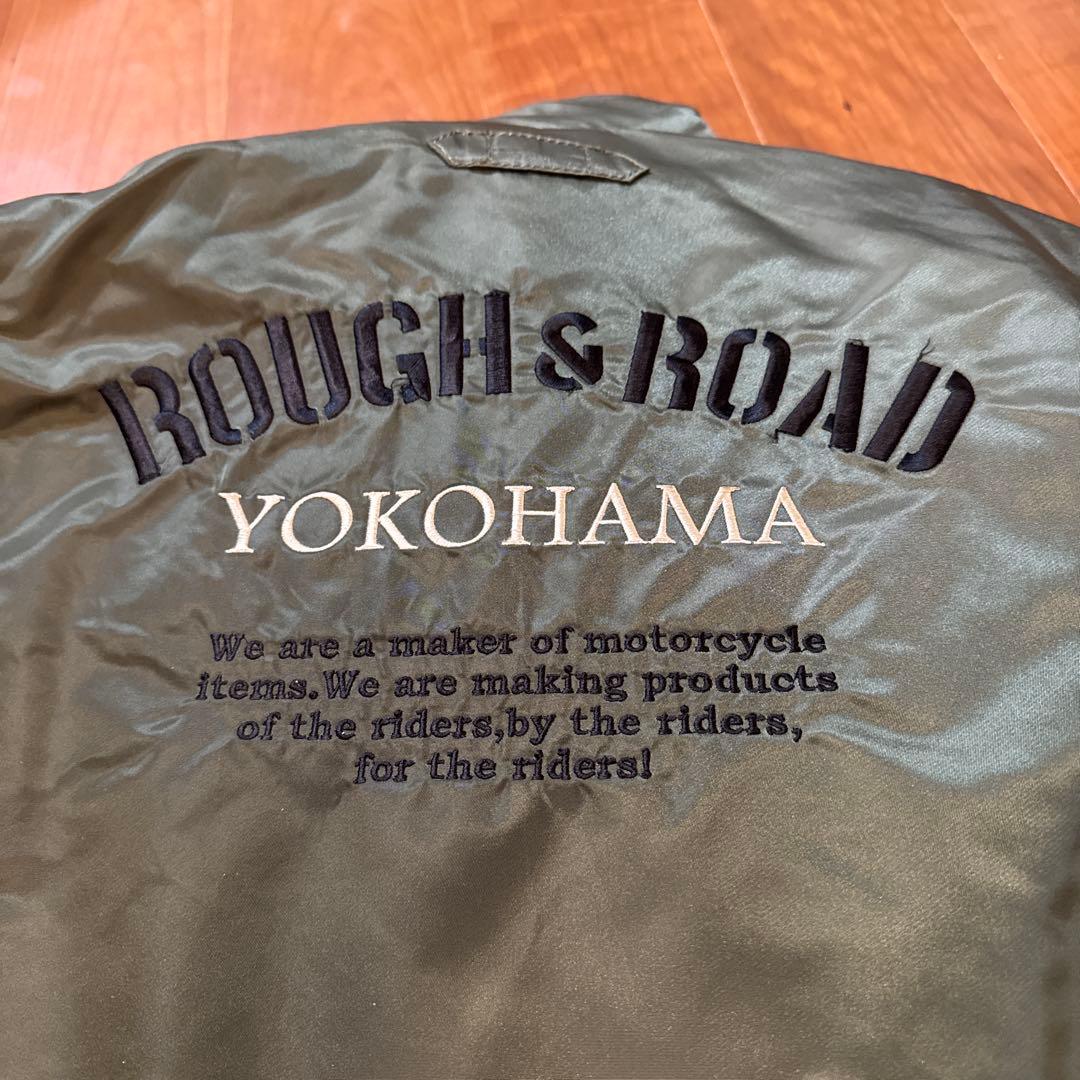 ROUGH & ROAD
YOKOHAMA
We are a maker of motorcycle
items.We are making products
of the riders,by the riders,
for the riders!